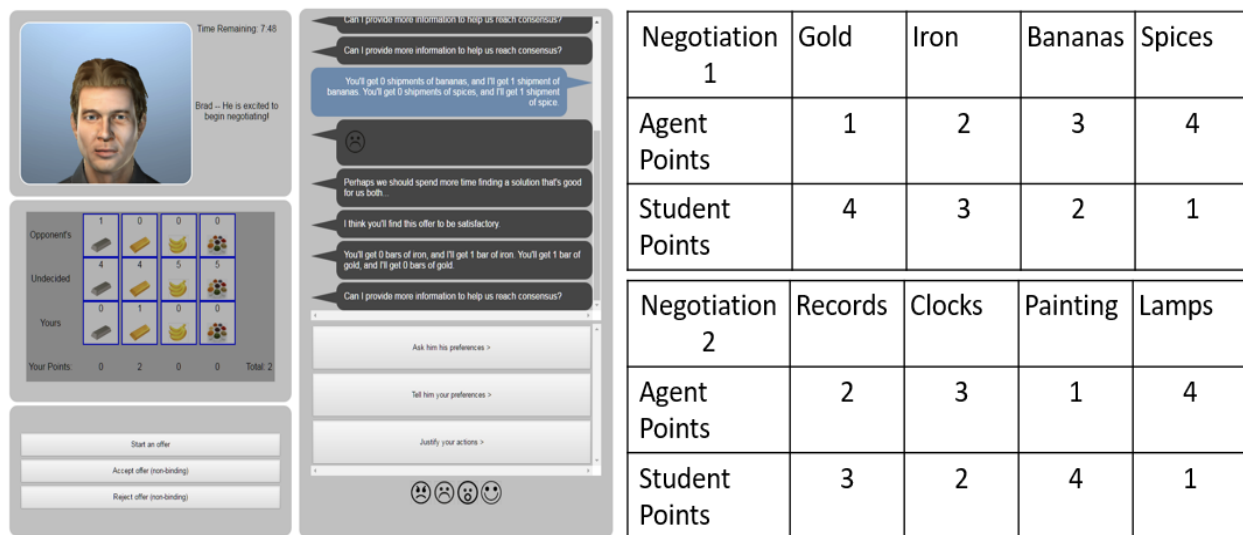 Time Remaining: 7:48
Brad -- He is excited to
begin negotiating!
Opponent's
1 0 0 0
Undecided
4 4 5 5
Yours
0 1 0 0
Your Points: 0 2 0 0 Total: 2
Start an offer
Accept offer (non-binding)
Reject offer (non-binding)
Can I provide more information to help us reach consensus?
Can I provide more information to help us reach consensus?
You'll get 0 shipments of bananas, and I'll get 1 shipment of
bananas. You'll get 0 shipments of spices, and I'll get 1 shipment
of spice.
Perhaps we should spend more time finding a solution that's good
for us both...
I think you'll find this offer to be satisfactory.
You'll get 0 bars of iron, and I'll get 1 bar of iron. You'll get 1 bar of
gold, and I'll get 0 bars of gold.
Can I provide more information to help us reach consensus?
Ask him his preferences >
Tell him your preferences >
Justify your actions >
Negotiation Gold Iron Bananas Spices
1
Agent 1 2 3 4
Points
Student 4 3 2 1
Points
Negotiation Records Clocks Painting Lamps
2
Agent 2 3 1 4
Points
Student 3 2 4 1
Points